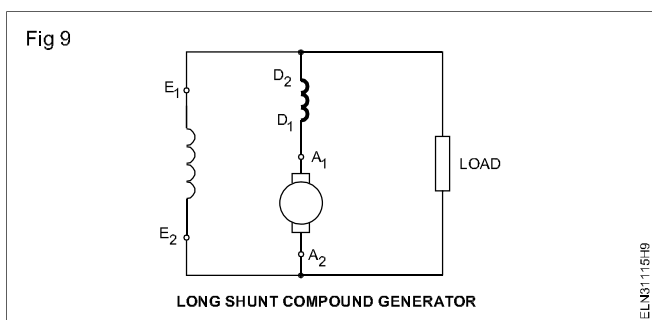 Fig 9
D2
E1
D1
A1
LOAD
E2
A2
LONG SHUNT COMPOUND GENERATOR
ELN31115H9